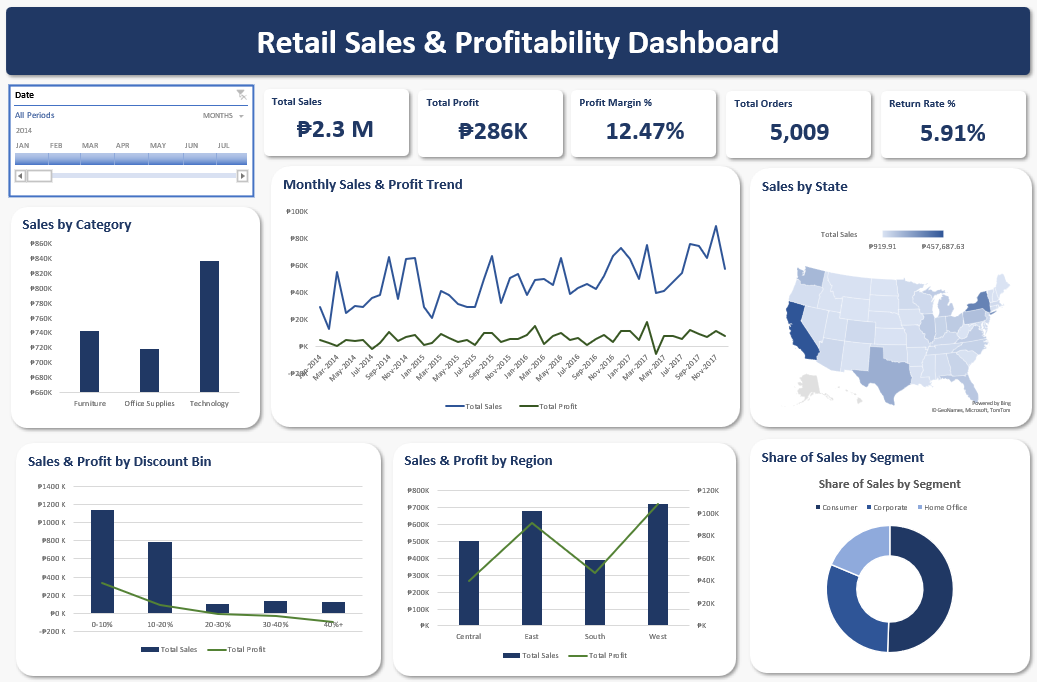 Retail Sales & Profitability Dashboard
Date
All Periods MONTHS
2014
JAN FEB MAR APR MAY JUN JUL
Total Sales
₱2.3 M
Total Profit
₱286K
Profit Margin %
12.47%
Total Orders
5,009
Return Rate %
5.91%
Sales by Category
₱860K
₱840K
₱820K
₱800K
₱780K
₱760K
₱740K
₱720K
₱700K
₱680K
₱660K
Furniture Office Supplies Technology
Monthly Sales & Profit Trend
₱100K
₱80K
₱60K
₱40K
₱20K
₱K
Mar-2014 May-2014 Jul-2014 Sep-2014 Nov-2014 Jan-2015 Mar-2015 May-2015 Jul-2015 Sep-2015 Nov-2015 Jan-2016 Mar-2016 May-2016 Jul-2016 Sep-2016 Nov-2016 Jan-2017 Mar-2017 May-2017 Jul-2017 Sep-2017 Nov-2017
Total Sales Total Profit
Sales by State
Total Sales
₱919.91 ₱457,687.63
Powered by Bing
© GeoNames, Microsoft, TomTom
Sales & Profit by Discount Bin
₱1400 K
₱1200 K
₱1000 K
₱800 K
₱600 K
₱400 K
₱200 K
₱0 K
-₱200 K
0-10% 10-20% 20-30% 30-40% 40%+
Total Sales Total Profit
Sales & Profit by Region
₱800K ₱120K
₱700K ₱100K
₱600K ₱80K
₱500K ₱60K
₱400K ₱40K
₱300K ₱20K
₱200K ₱K
₱100K
₱K
Central East South West
Total Sales Total Profit
Share of Sales by Segment
Share of Sales by Segment
Consumer Corporate Home Office